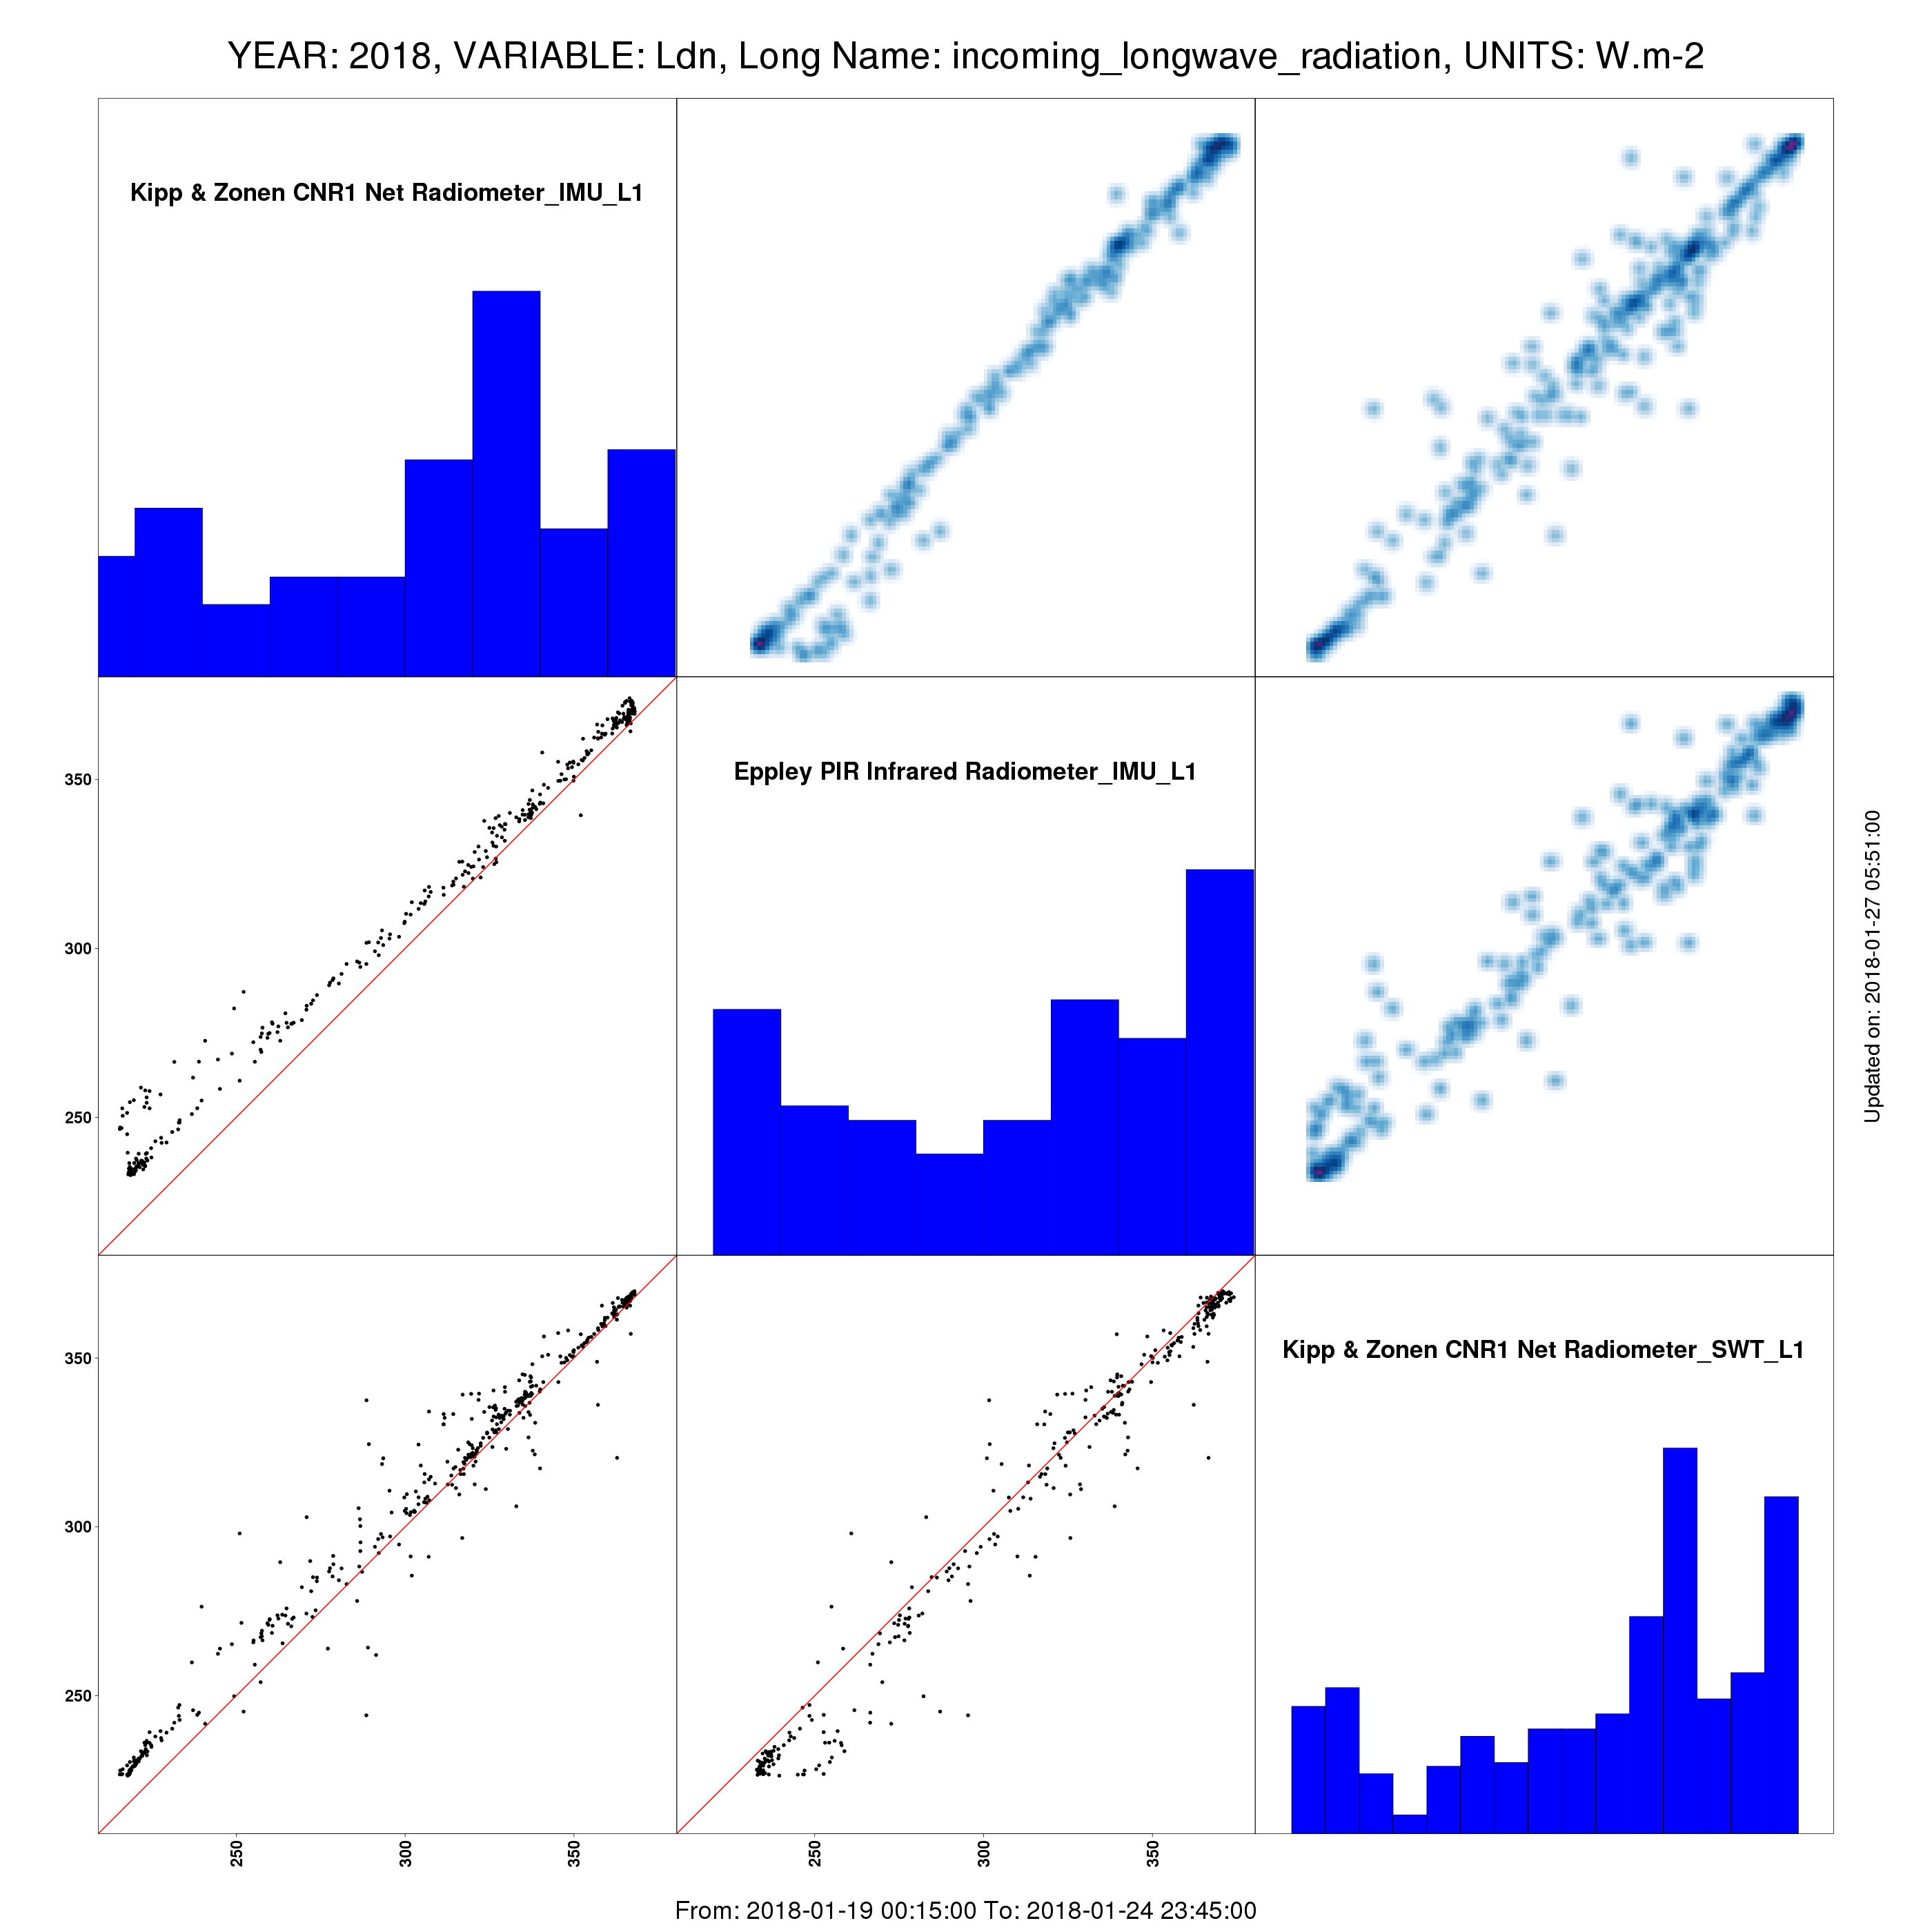 YEAR: 2018, VARIABLE: Ldn, Long Name: incoming_longwave_radiation, UNITS: W.m-2
Kipp & Zonen CNR1 Net Radiometer_IMU_L1
350
300
250
Eppley PIR Infrared Radiometer_IMU_L1
Updated on: 2018-01-27 05:51:00
350
300
250
Kipp & Zonen CNR1 Net Radiometer_SWT_L1
250
300
350
250
300
350
From: 2018-01-19 00:15:00 To: 2018-01-24 23:45:00